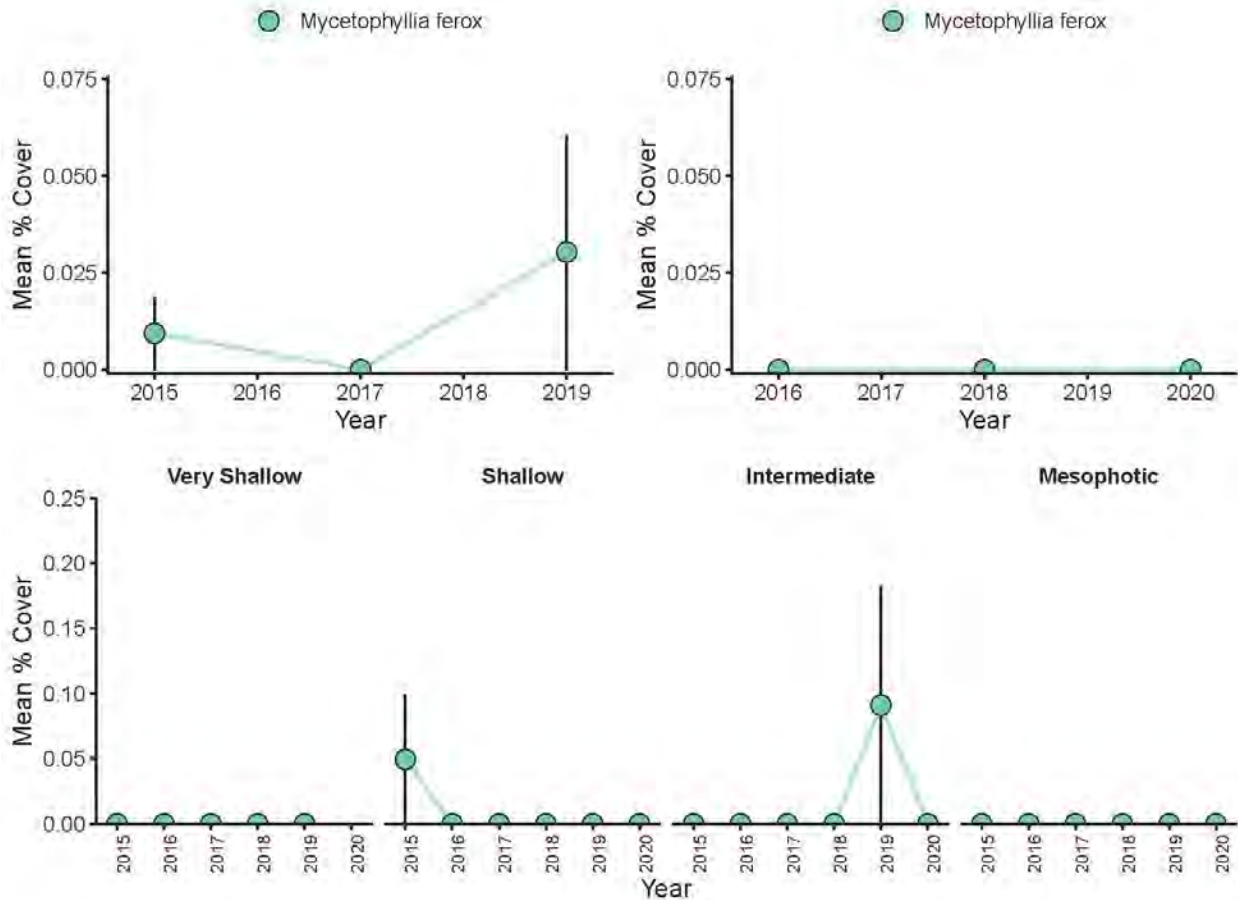 Mycetophyllia ferox
Mean % Cover
0.075
0.050
0.025
0.000
2015 2016 2017 2018 2019
Year
Mycetophyllia ferox
Mean % Cover
0.075
0.050
0.025
0.000
2016 2017 2018 2019 2020
Year
Very Shallow Shallow Intermediate Mesophotic
Mean % Cover
0.25
0.20
0.15
0.10
0.05
0.00
2015 2016 2017 2018 2019 2020 2015 2016 2017 2018 2019 2020 2015 2016 2017 2018 2019 2020 2015 2016 2017 2018 2019 2020
Year